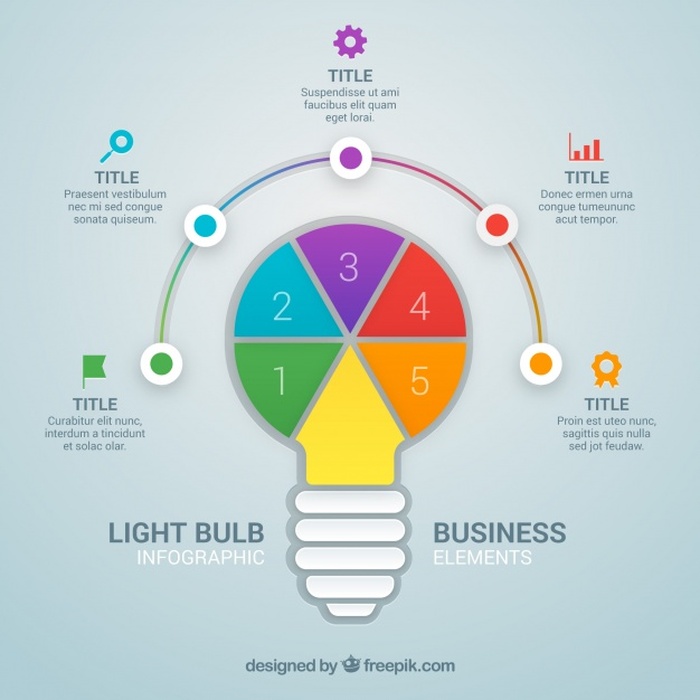 TITLE
Suspendisse ut ami
faucibus elit quam
eget lorai.
TITLE
Praesent vestibulum
nec mi sed congue
sonata quiseum.
TITLE
Donec ermen urna
congue tumeununc
acut tempor.
3
2
4
1
5
TITLE
Curabitur elit nunc,
interdum a tincidunt
et solac olar.
TITLE
Proin est uteo nunc,
sagittis quis nulla
sed jot feudaw.
LIGHT BULB
INFOGRAPHIC
BUSINESS
ELEMENTS
designed by freepik.com